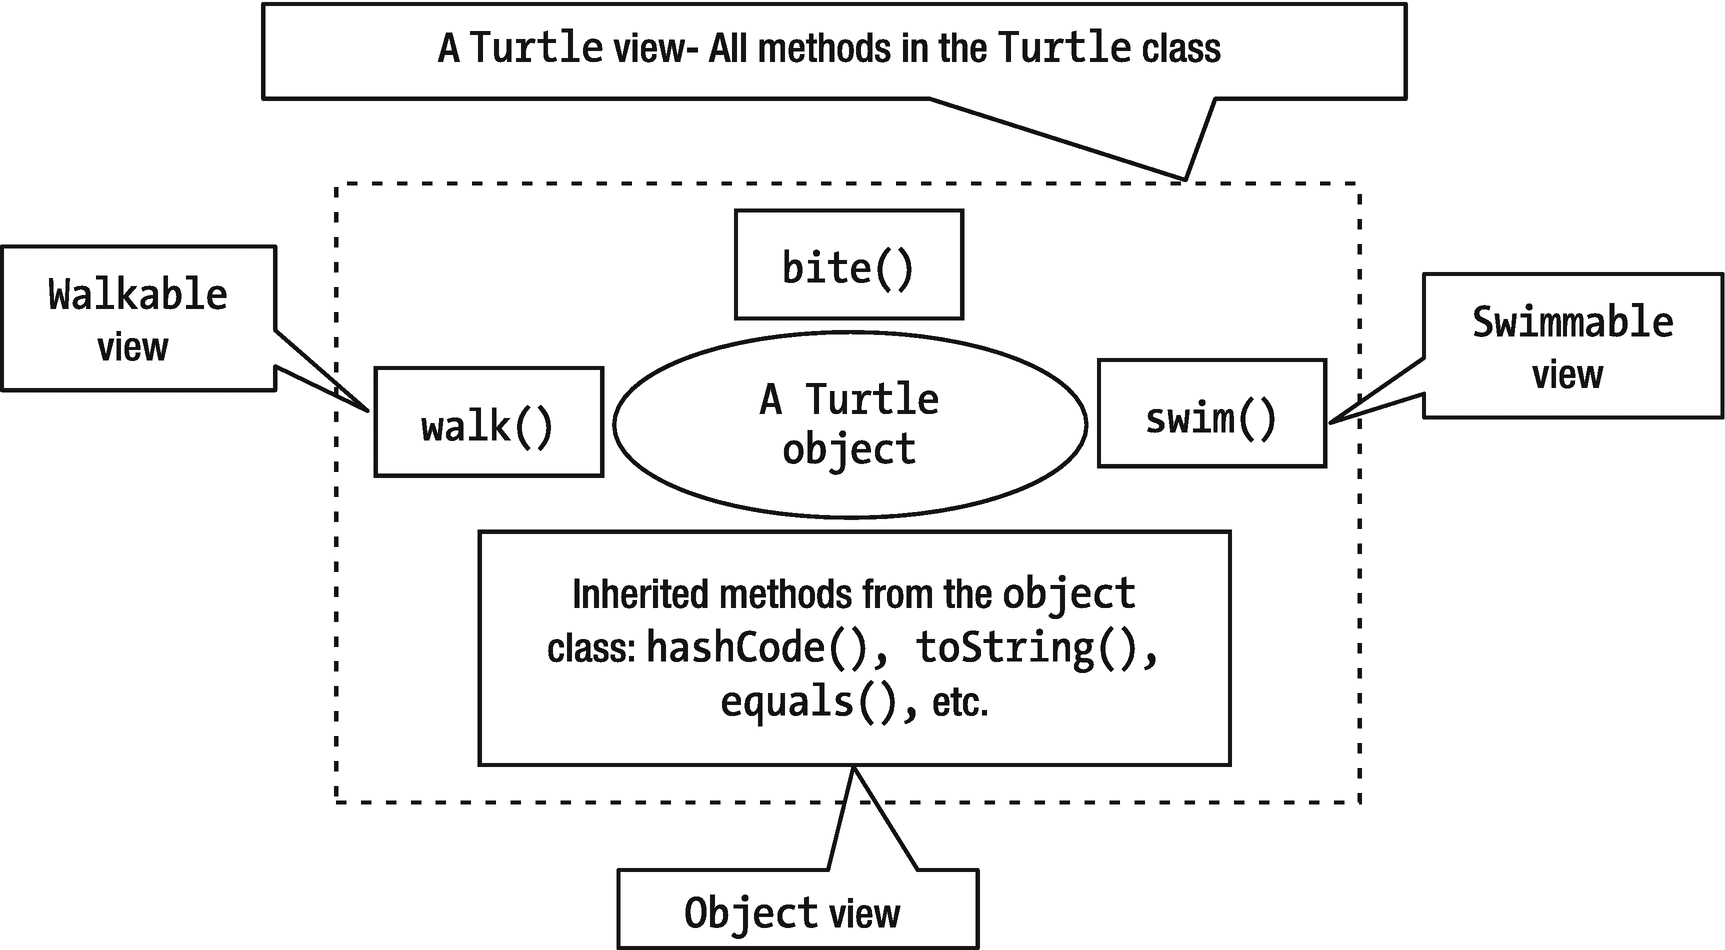 A Turtle view- All methods in the Turtle class
bite()
Walkable
view
Swimmable
view
walk()
A Turtle
object
swim()
Inherited methods from the object
class: hashCode(), toString(),
equals(), etc.
Object view